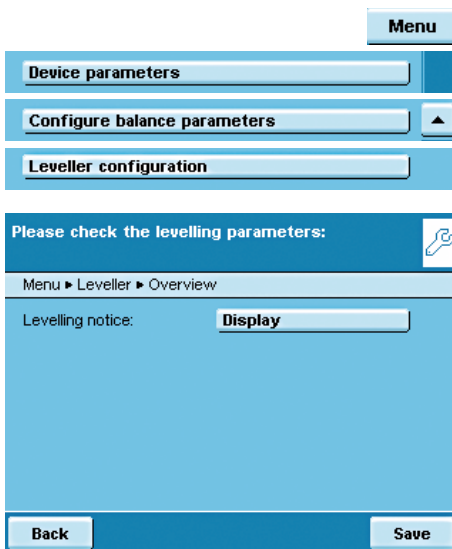 Menu
Device parameters
Configure balance parameters
Leveller configuration
Please check the levelling parameters:
Menu ▸ Leveller ▸ Overview
Levelling notice: Display
Back Save